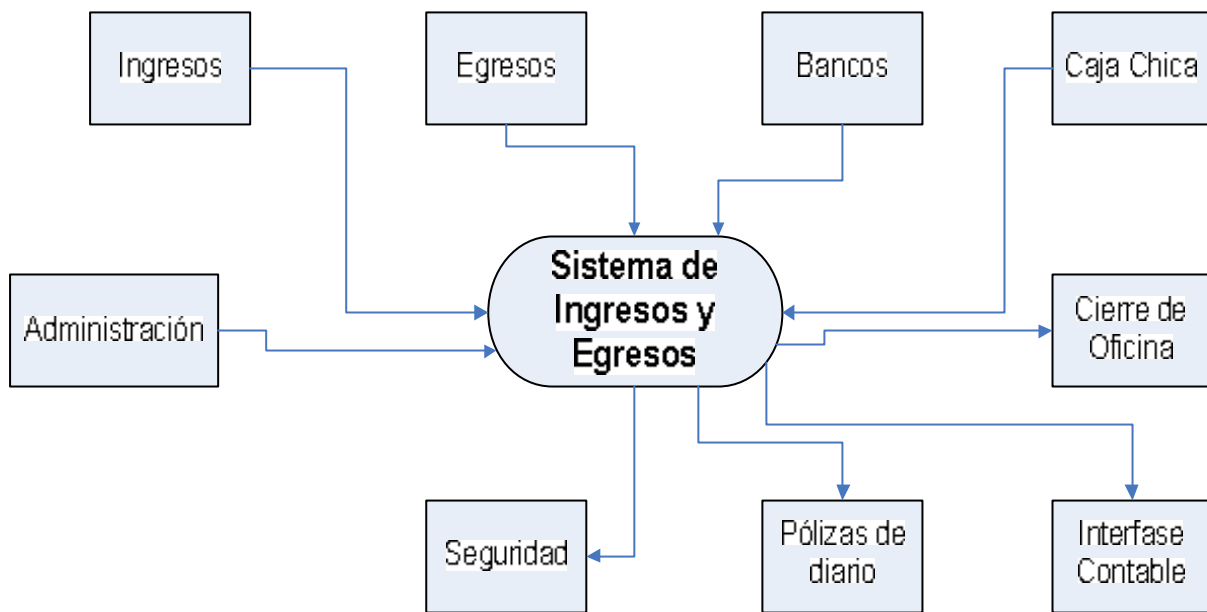 Ingresos
Egresos
Bancos
Caja Chica
Sistema de
Ingresos y
Egresos
Administración
Cierre de
Oficina
Seguridad
Pólizas de
diario
Interfase
Contable